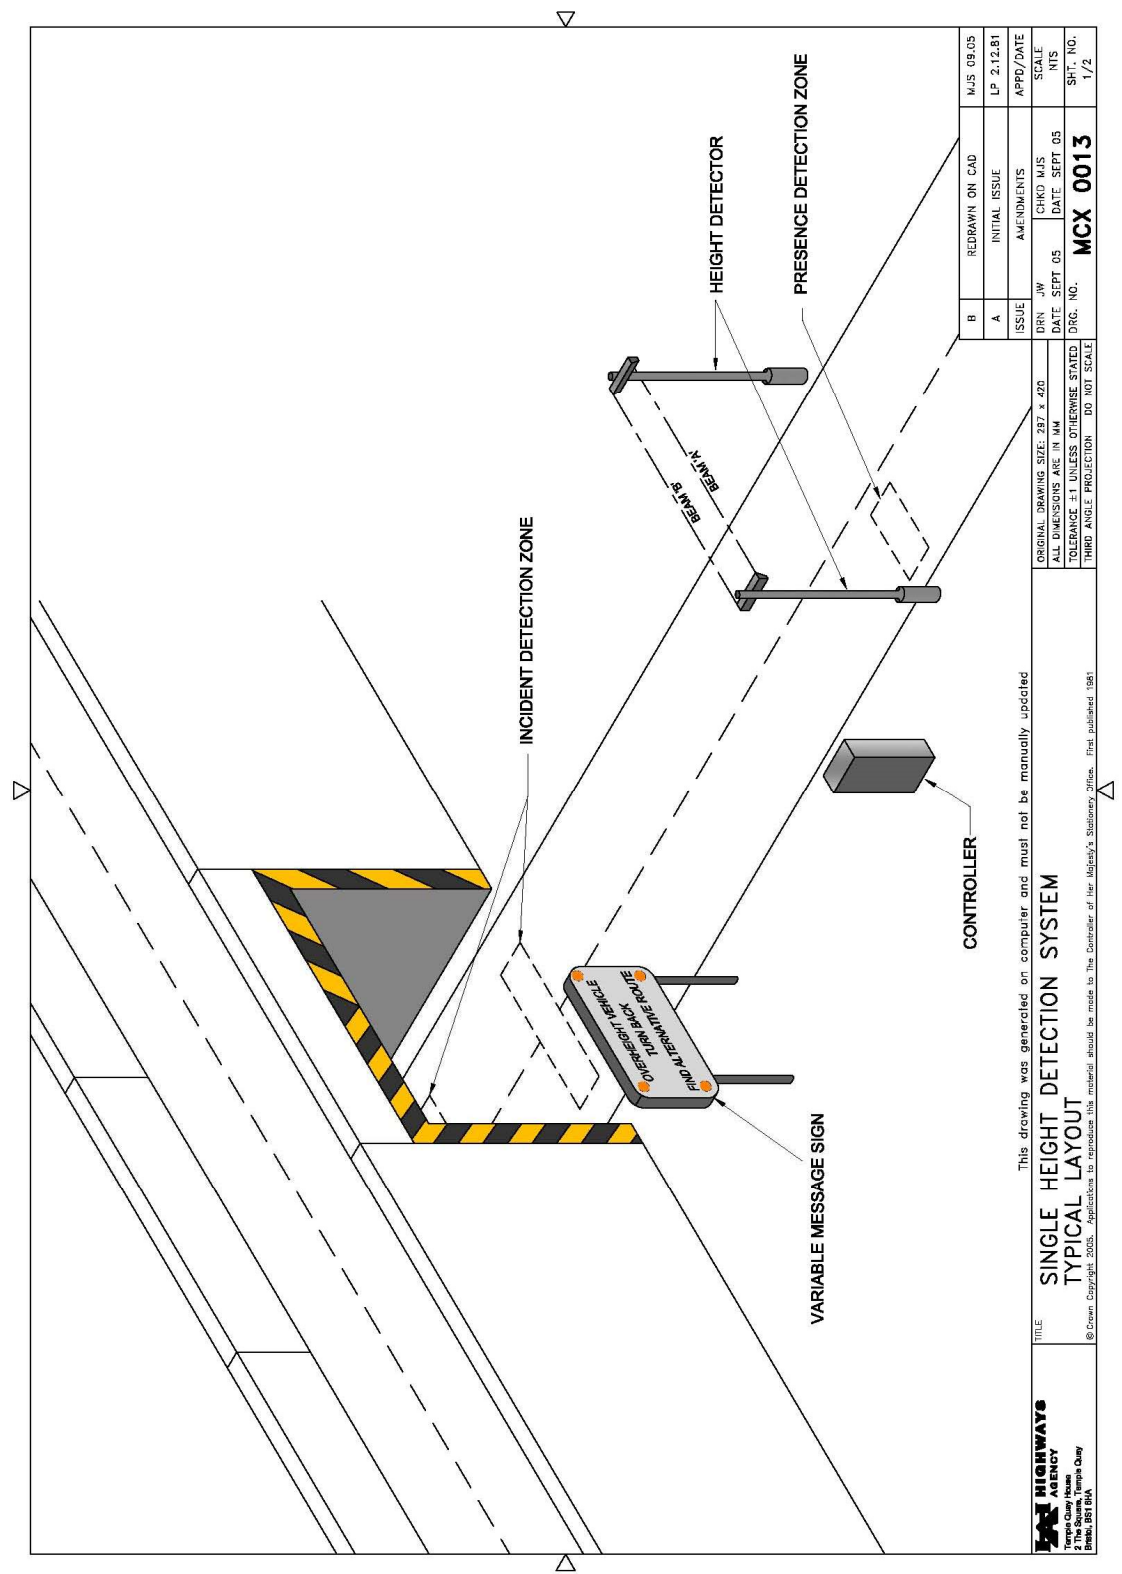 INCIDENT DETECTION ZONE
HEIGHT DETECTOR
PRESENCE DETECTION ZONE
BEAM 'B'
BEAM 'A'
OVERHEIGHT VEHICLE
TURN BACK
FIND ALTERNATIVE ROUTE
VARIABLE MESSAGE SIGN
CONTROLLER
This drawing was generated on computer and must not be manually updated
B REDRAWN ON CAD MJS 09.05
A INITIAL ISSUE LP 2.12.81
ISSUE AMENDMENTS APPD/DATE
HIGHWAYS
AGENCY
Temple Quay House
2 The Square, Temple Quay
Bristol, BS1 6HA
TITLE
SINGLE HEIGHT DETECTION SYSTEM
TYPICAL LAYOUT
© Crown Copyright 2005. Applications to reproduce this material should be made to The Controller of Her Majesty's Stationery Office. First published 1981
ORIGINAL DRAWING SIZE: 297 x 420
ALL DIMENSIONS ARE IN MM
TOLERANCE ±1 UNLESS OTHERWISE STATED
THIRD ANGLE PROJECTION DO NOT SCALE
DRN JW
DATE SEPT 05
CHKD MJS
DATE SEPT 05
SCALE
NTS
DRG. NO.
MCX 0013
SHT. NO.
1/2